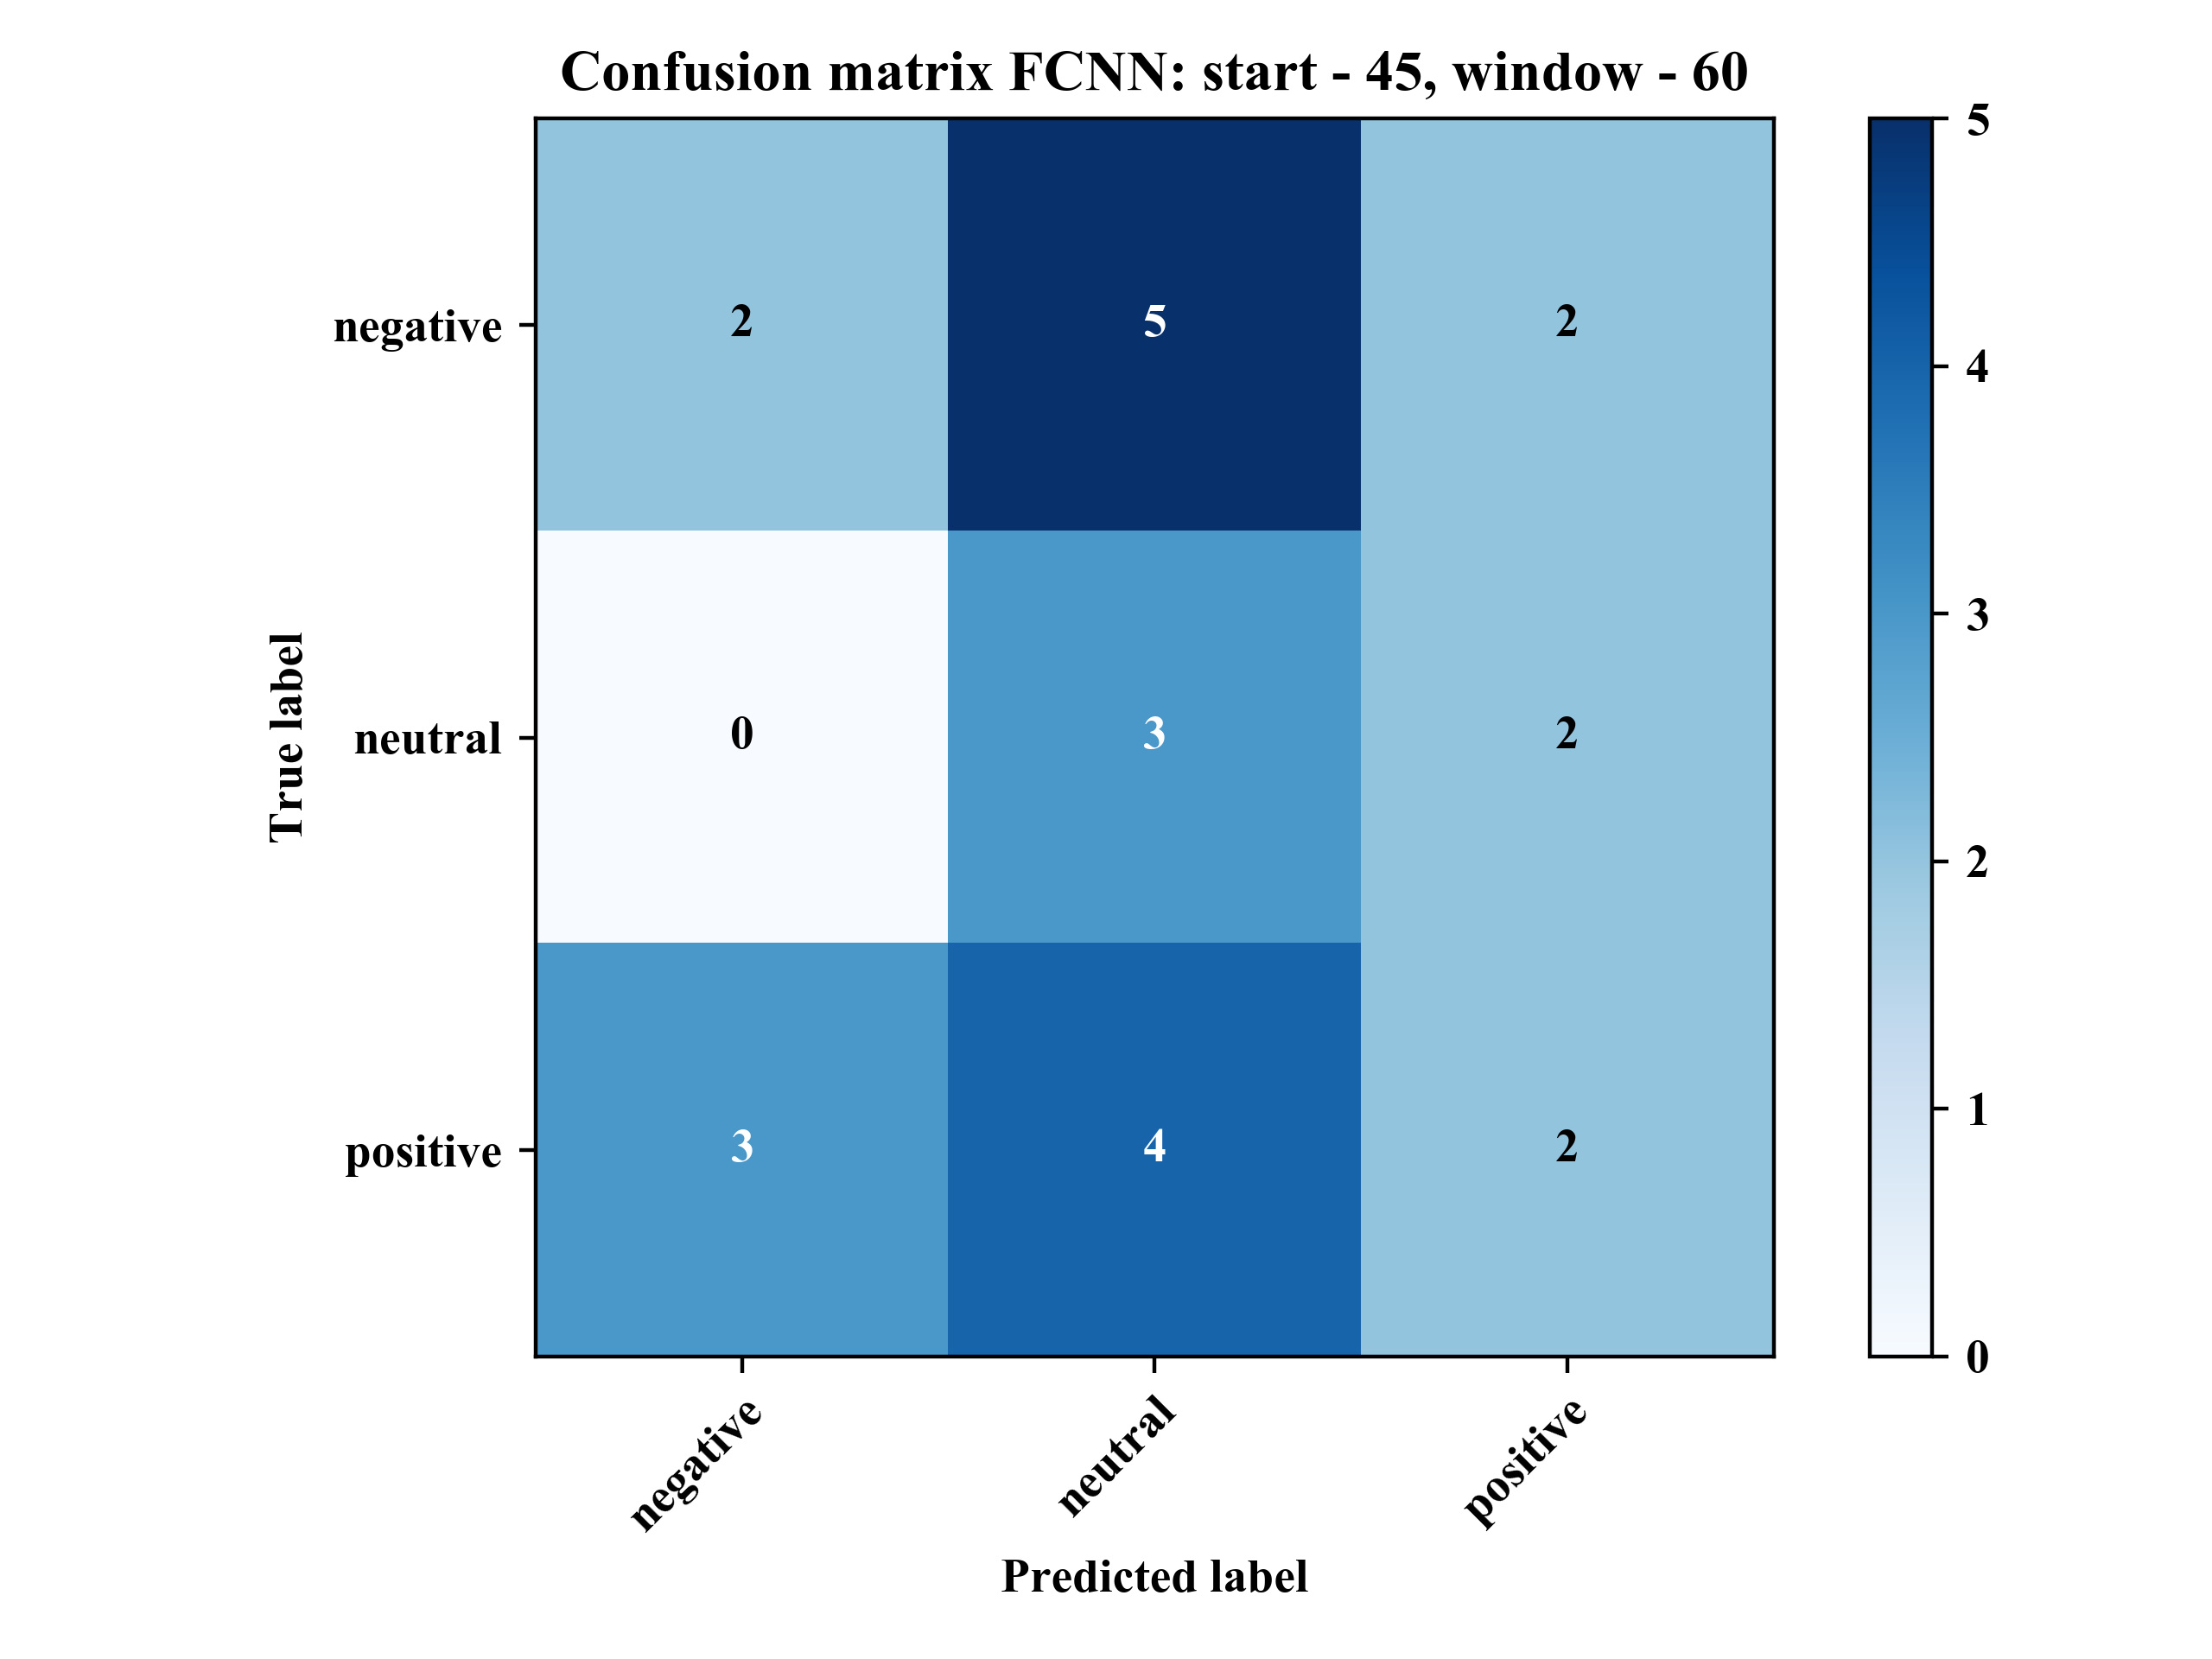 Confusion matrix FCNN: start - 45, window - 60
True label
negative
neutral
positive
2 5 2
0 3 2
3 4 2
negative neutral positive
Predicted label
5
4
3
2
1
0